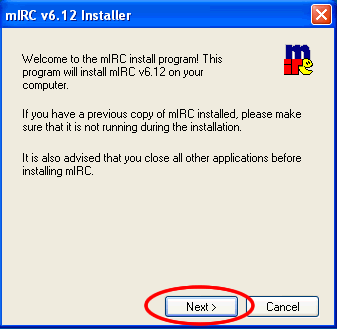 mIRC v6.12 Installer
Welcome to the mIRC install program! This
program will install mIRC v6.12 on your
computer.
If you have a previous copy of mIRC installed, please make
sure that it is not running during the installation.
It is also advised that you close all other applications before
installing mIRC.
Next >
Cancel